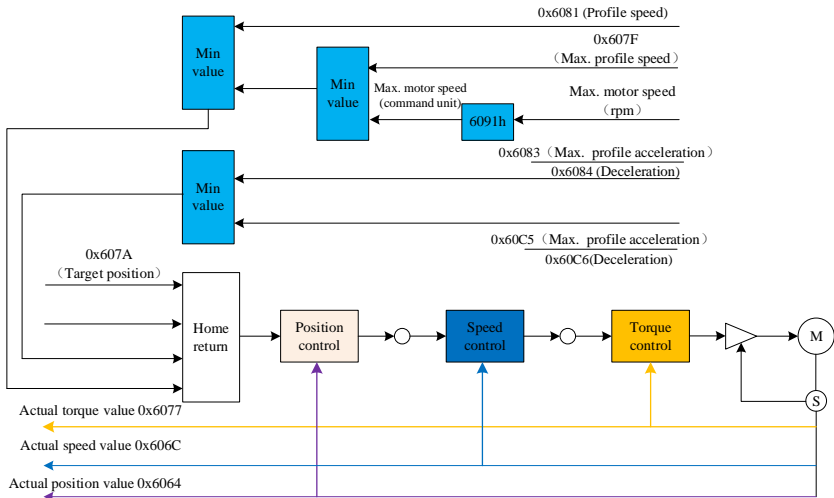 0x6081 (Profile speed)
0x607F
（Max. profile speed）
Min
value
Min
value
Max. motor speed
(command unit)
6091h
Max. motor speed
（rpm）
0x6083（Max. profile acceleration）
0x6084 (Deceleration)
Min
value
0x60C5（Max. profile acceleration）
0x60C6(Deceleration)
0x607A
（Target position）
Home
return
Position
control
Speed
control
Torque
control
M
S
Actual torque value 0x6077
Actual speed value 0x606C
Actual position value 0x6064